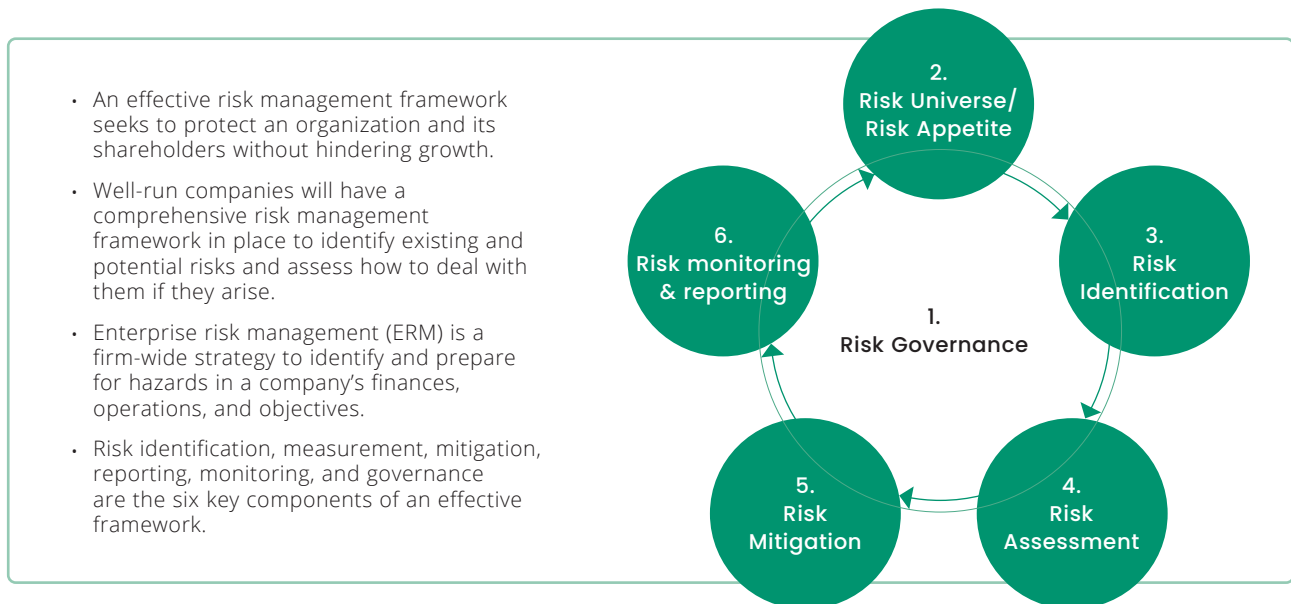 • An effective risk management framework
seeks to protect an organization and its
shareholders without hindering growth.
• Well-run companies will have a
comprehensive risk management
framework in place to identify existing and
potential risks and assess how to deal with
them if they arise.
• Enterprise risk management (ERM) is a
firm-wide strategy to identify and prepare
for hazards in a company’s finances,
operations, and objectives.
• Risk identification, measurement, mitigation,
reporting, monitoring, and governance
are the six key components of an effective
framework.
1.
Risk Governance
2.
Risk Universe/
Risk Appetite
3.
Risk
Identification
4.
Risk
Assessment
5.
Risk
Mitigation
6.
Risk monitoring
& reporting